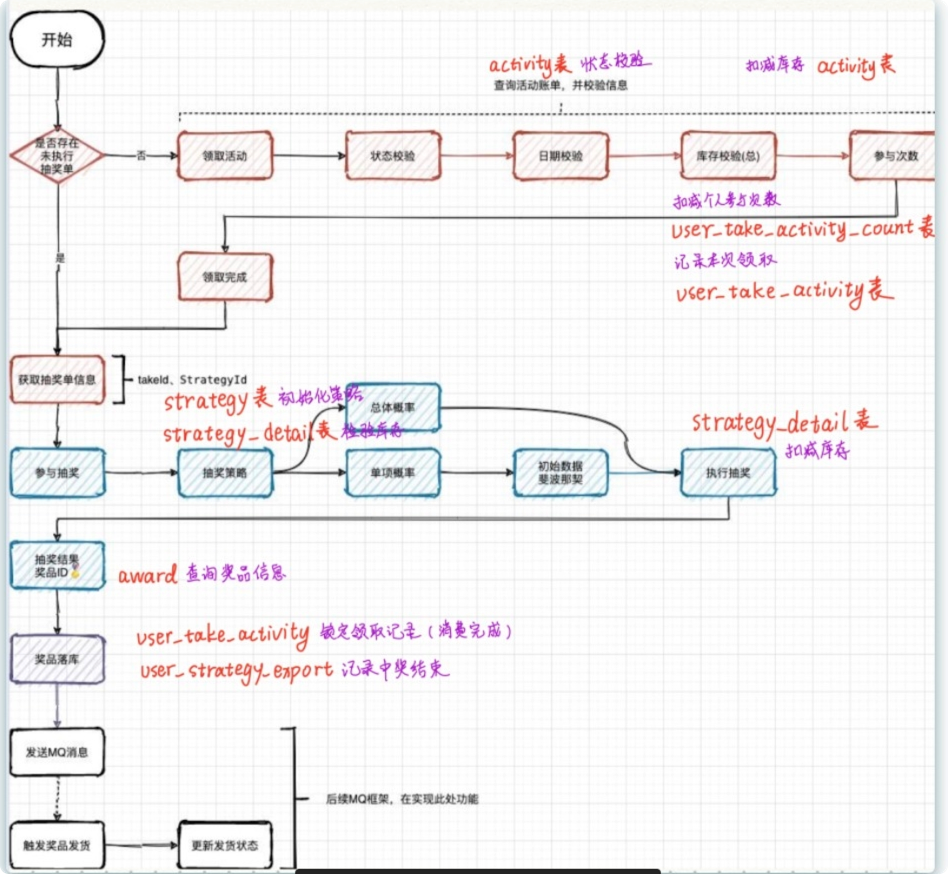 开始
activity表 状态校验
扣减库存 activity表
查询活动账单，并校验信息
是否存在
未执行
抽奖单
否
领取活动
状态校验
日期校验
库存校验(总)
参与次数
扣减个人参与次数
user_take_activity_count表
是
领取完成
记录本次领取
user_take_activity表
获取抽奖单信息
takeId、StrategyId
strategy表 初始化策略
总体概率
strategy_detail表 检验库存
strategy_detail表
扣减库存
参与抽奖
抽奖策略
单项概率
初始数据
斐波那契
执行抽奖
抽奖结果
奖品ID🏅
award 查询奖品信息
user_take_activity 锁定领取记录（消费完成）
奖品落库
user_strategy_export 记录中奖结束
发送MQ消息
后续MQ框架，在实现此处功能
触发奖品发货
更新发货状态